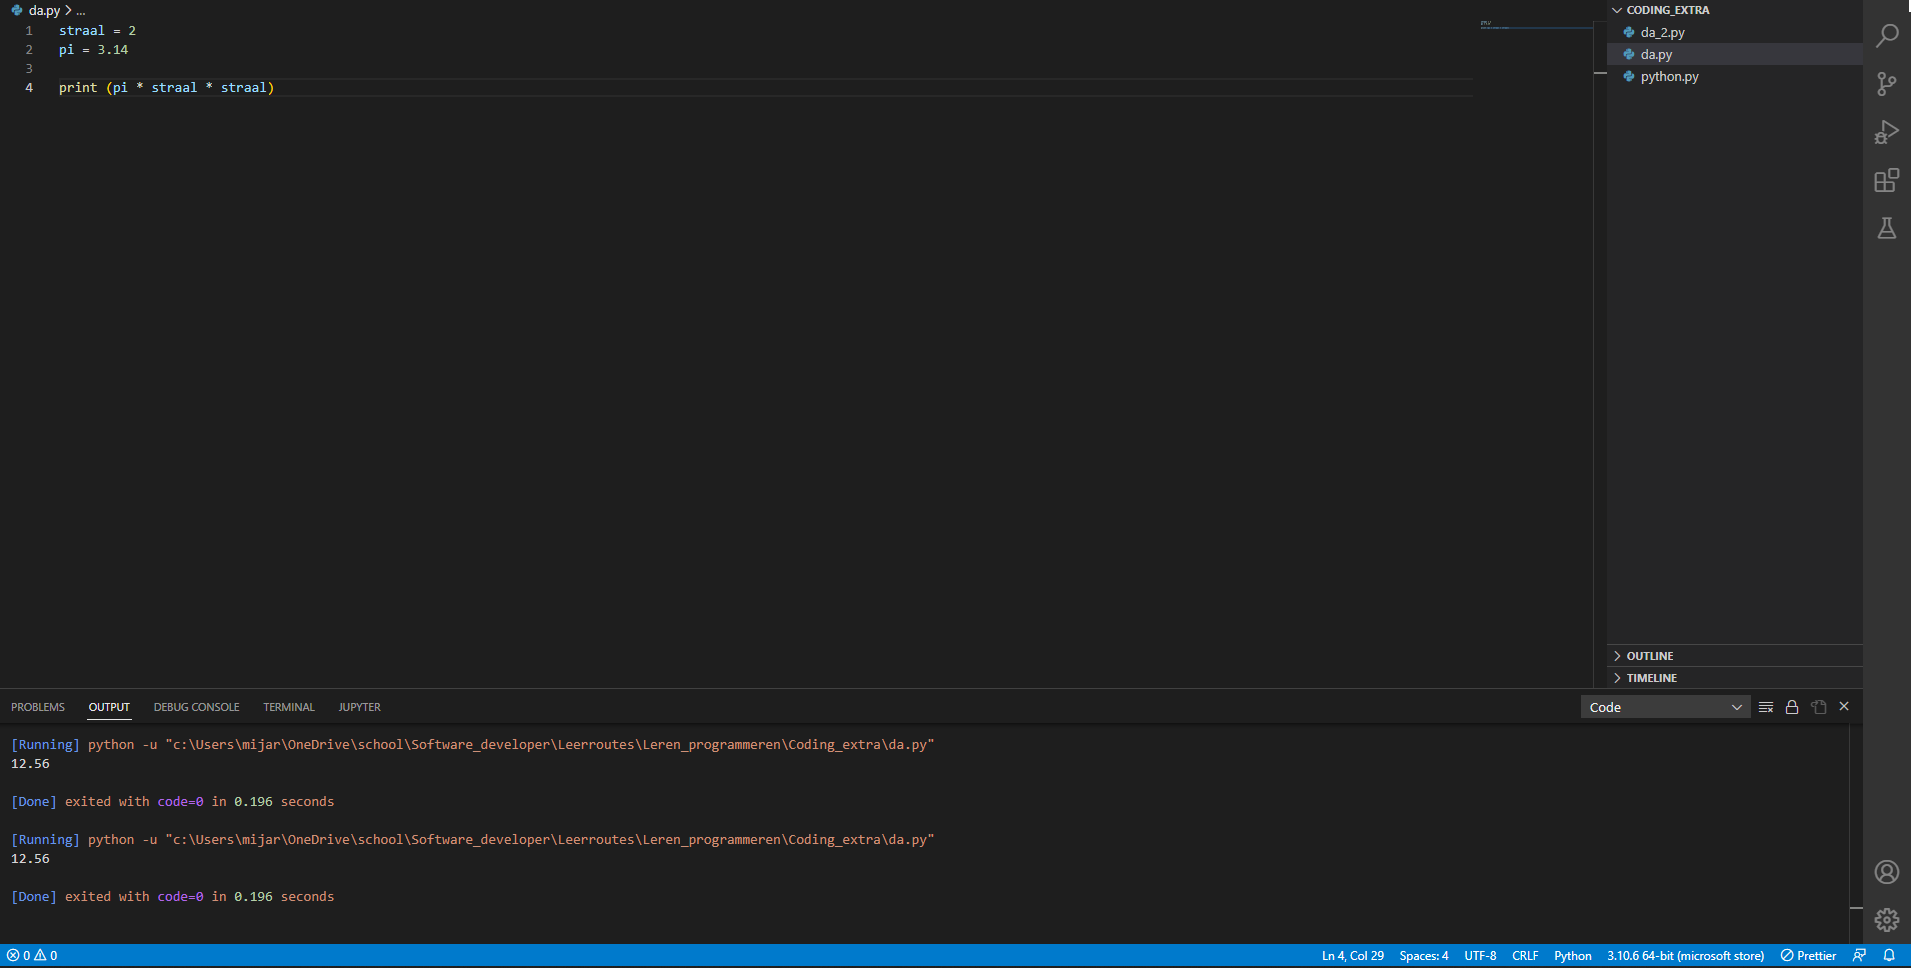 da.py > ...
1 straal = 2
2 pi = 3.14
3
4 print (pi * straal * straal)
CODING_EXTRA
da_2.py
da.py
python.py
OUTLINE
TIMELINE
PROBLEMS OUTPUT DEBUG CONSOLE TERMINAL JUPYTER Code
[Running] python -u "c:\Users\mijar\OneDrive\school\Software_developer\Leerroutes\Leren_programmeren\Coding_extra\da.py"
12.56
[Done] exited with code=0 in 0.196 seconds
[Running] python -u "c:\Users\mijar\OneDrive\school\Software_developer\Leerroutes\Leren_programmeren\Coding_extra\da.py"
12.56
[Done] exited with code=0 in 0.196 seconds
0 0 Ln 4, Col 29 Spaces: 4 UTF-8 CRLF Python 3.10.6 64-bit (microsoft store) Prettier